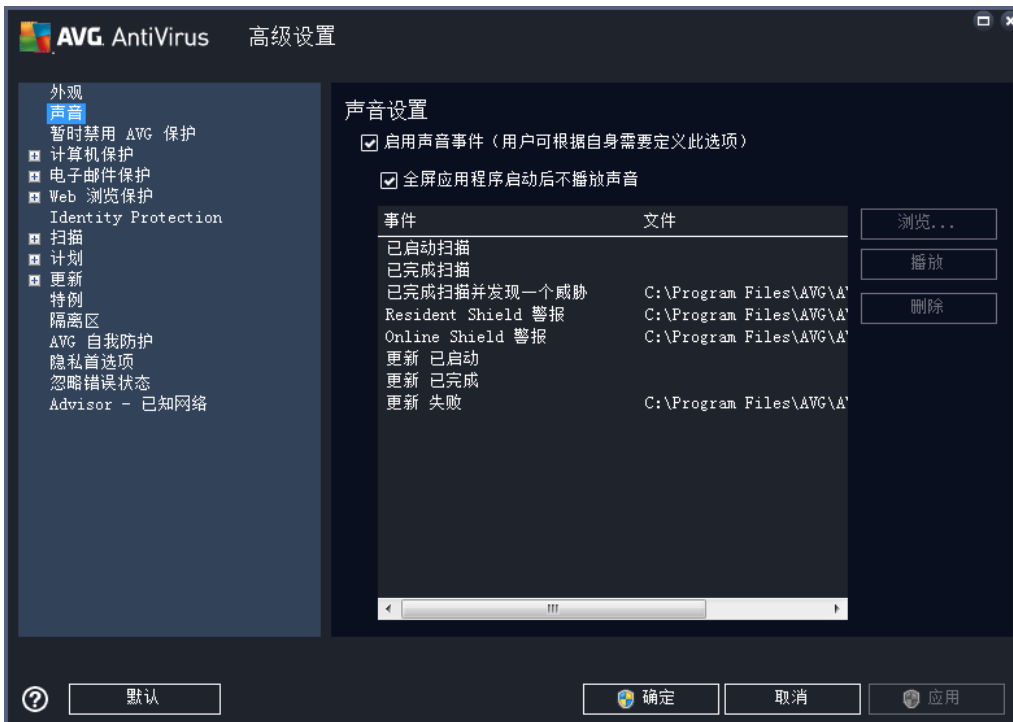 AVG AntiVirus 高级设置
外观
声音
暂时禁用 AVG 保护
计算机保护
电子邮件保护
Web 浏览保护
Identity Protection
扫描
计划
更新
特例
隔离区
AVG 自我防护
隐私首选项
忽略错误状态
Advisor - 已知网络
声音设置
启用声音事件（用户可根据自身需要定义此选项）
全屏应用程序启动后不播放声音
事件 文件
已启动扫描
已完成扫描
已完成扫描并发现一个威胁 C:\Program Files\AVG\A
Resident Shield 警报 C:\Program Files\AVG\A
Online Shield 警报 C:\Program Files\AVG\A
更新 已启动
更新 已完成
更新 失败 C:\Program Files\AVG\A
浏览...
播放
删除
默认 确定 取消 应用